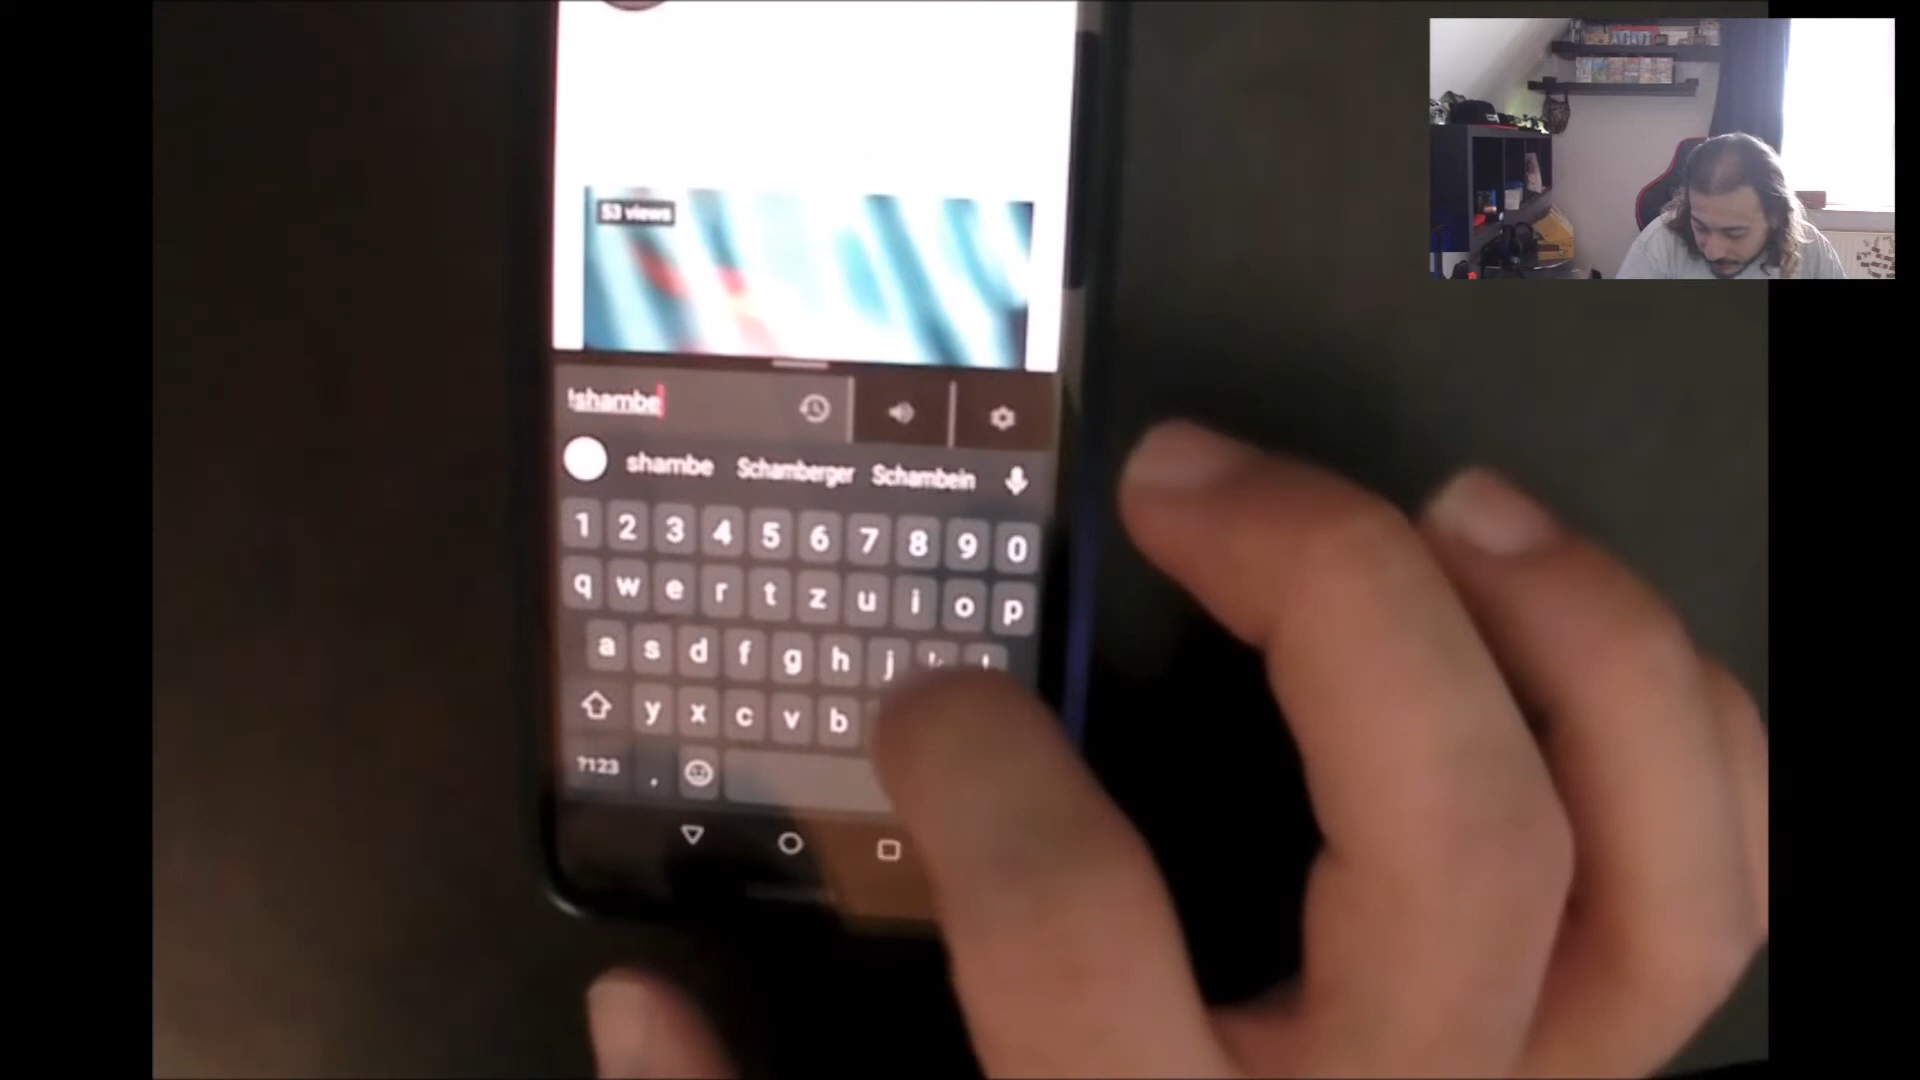 53 views
!shambe
shambe Schamberger Schambein
1 2 3 4 5 6 7 8 9 0
q w e r t z u i o p
a s d f g h j
y x c v b
?123 ,